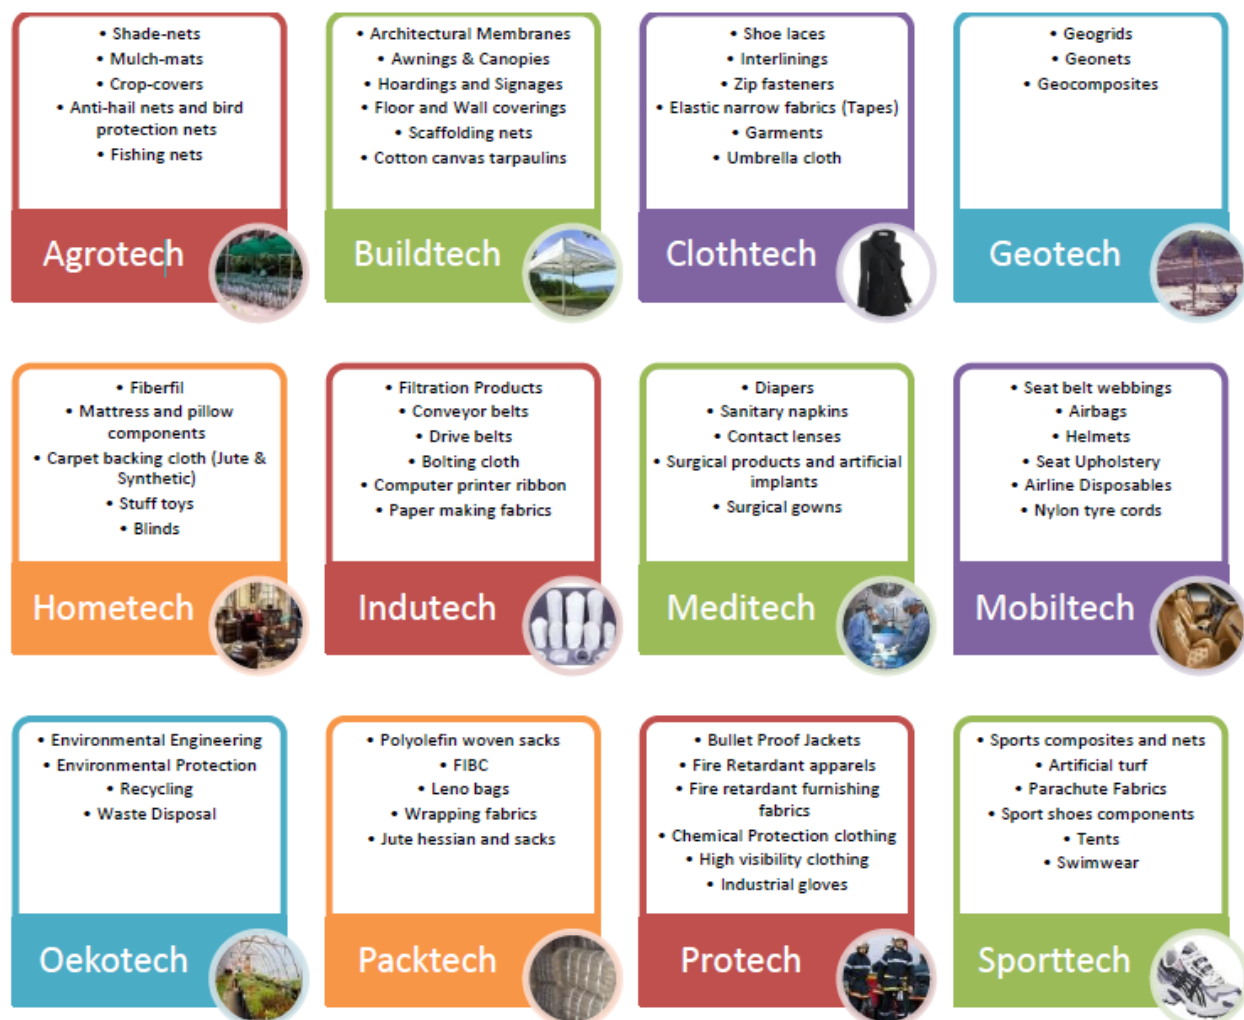 • Shade-nets
• Mulch-mats
• Crop-covers
• Anti-hail nets and bird
protection nets
• Fishing nets
Agrotech
• Architectural Membranes
• Awnings & Canopies
• Hoardings and Signages
• Floor and Wall coverings
• Scaffolding nets
• Cotton canvas tarpaulins
Buildtech
• Shoe laces
• Interlinings
• Zip fasteners
• Elastic narrow fabrics (Tapes)
• Garments
• Umbrella cloth
Clothtech
• Geogrids
• Geonets
• Geocomposites
Geotech
• Fiberfil
• Mattress and pillow
components
• Carpet backing cloth (Jute &
Synthetic)
• Stuff toys
• Blinds
Hometech
• Filtration Products
• Conveyor belts
• Drive belts
• Bolting cloth
• Computer printer ribbon
• Paper making fabrics
Indutech
• Diapers
• Sanitary napkins
• Contact lenses
• Surgical products and artificial
implants
• Surgical gowns
Meditech
• Seat belt webbings
• Airbags
• Helmets
• Seat Upholstery
• Airline Disposables
• Nylon tyre cords
Mobiltech
• Environmental Engineering
• Environmental Protection
• Recycling
• Waste Disposal
Oekotech
• Polyolefin woven sacks
• FIBC
• Leno bags
• Wrapping fabrics
• Jute hessian and sacks
Packtech
• Bullet Proof Jackets
• Fire Retardant apparels
• Fire retardant furnishing
fabrics
• Chemical Protection clothing
• High visibility clothing
• Industrial gloves
Protech
• Sports composites and nets
• Artificial turf
• Parachute Fabrics
• Sport shoes components
• Tents
• Swimwear
Sporttech